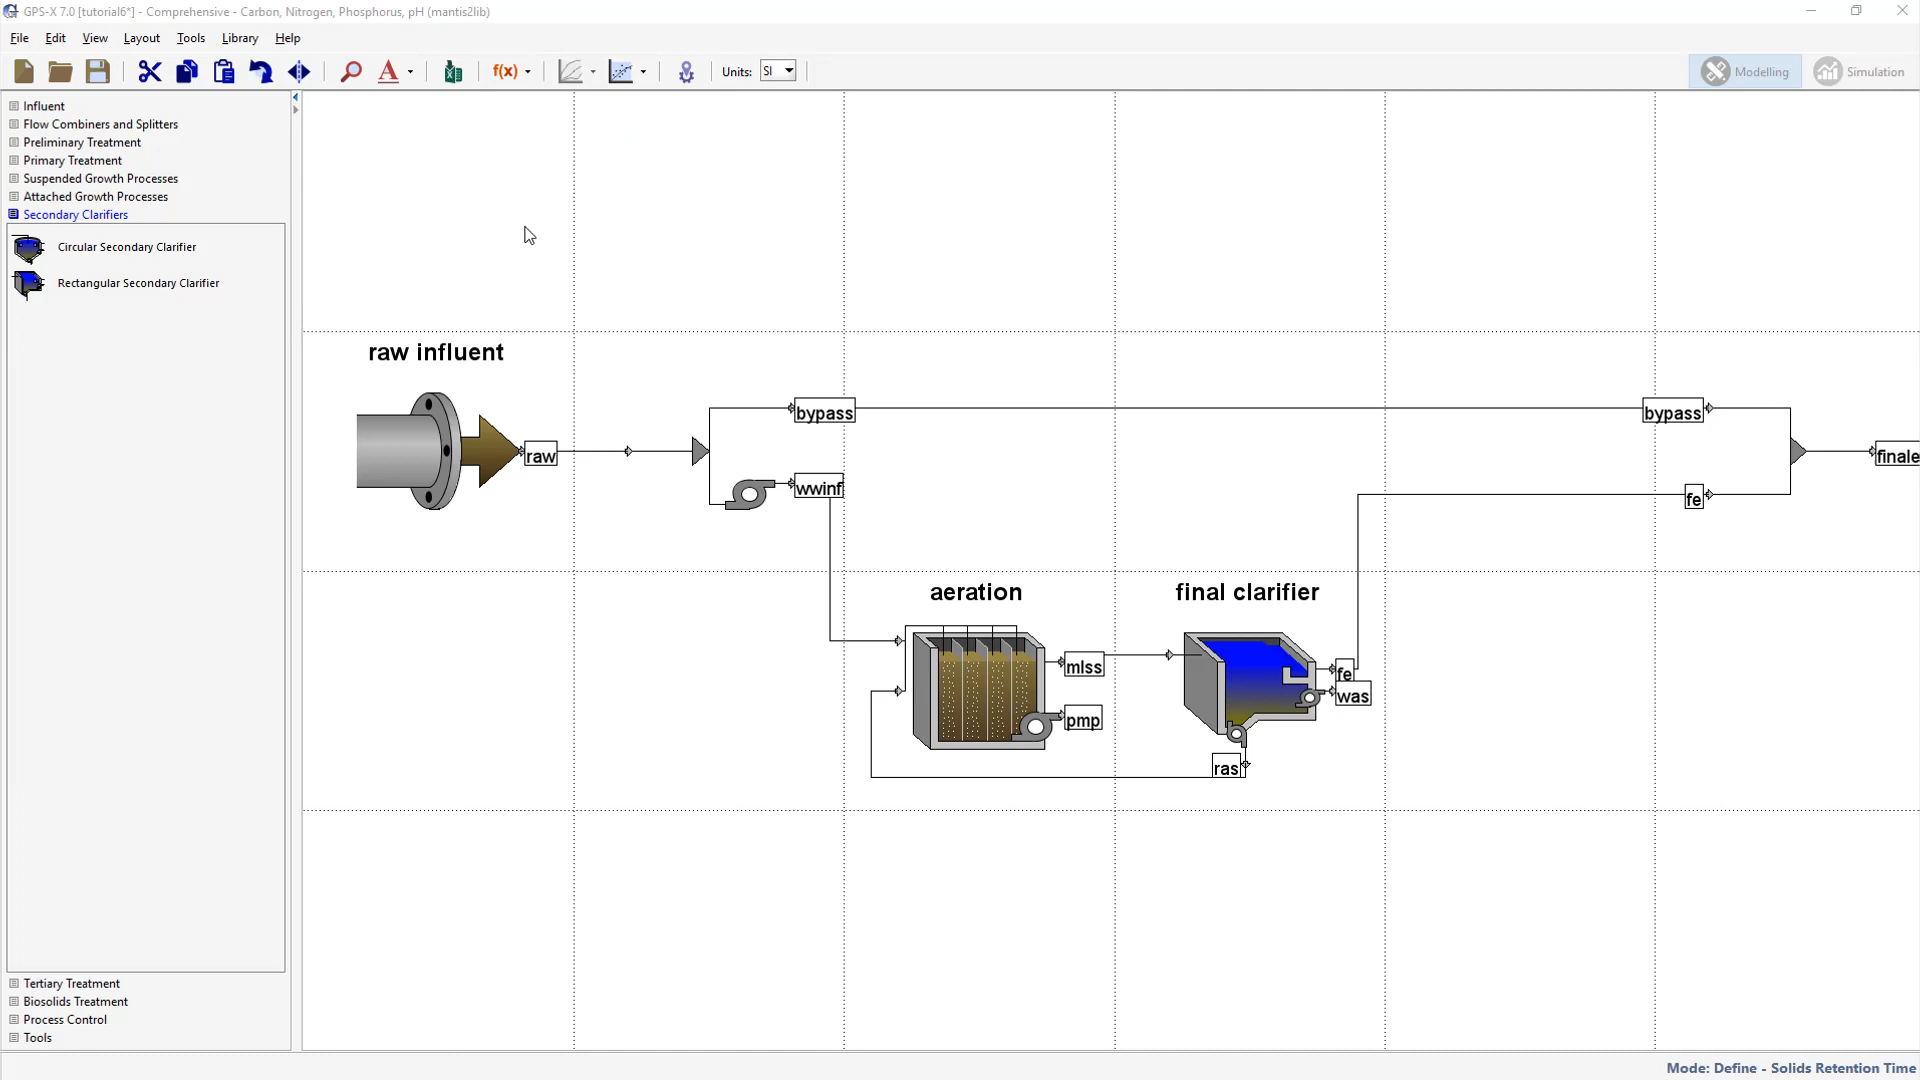 GPS-X 7.0 [tutorial6*] - Comprehensive - Carbon, Nitrogen, Phosphorus, pH (mantis2lib)
File Edit View Layout Tools Library Help
A f(x) Units: SI Modelling Simulation
Influent
Flow Combiners and Splitters
Preliminary Treatment
Primary Treatment
Suspended Growth Processes
Attached Growth Processes
Secondary Clarifiers
Circular Secondary Clarifier
Rectangular Secondary Clarifier
Tertiary Treatment
Biosolids Treatment
Process Control
Tools
raw influent
bypass
bypass
raw
finale
wwinf
fe
aeration
final clarifier
mlss
fe
was
pmp
ras
Mode: Define - Solids Retention Time